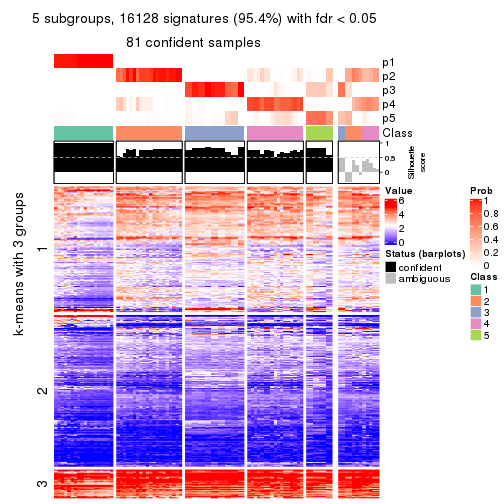 5 subgroups, 16128 signatures (95.4%) with fdr < 0.05
81 confident samples
p1
p2
p3
p4
p5
Class
1
0.5
0
Silhouette
score
k-means with 3 groups
1
2
3
Value
6
4
2
0
Status (barplots)
confident
ambiguous
Prob
1
0.8
0.6
0.4
0.2
0
Class
1
2
3
4
5